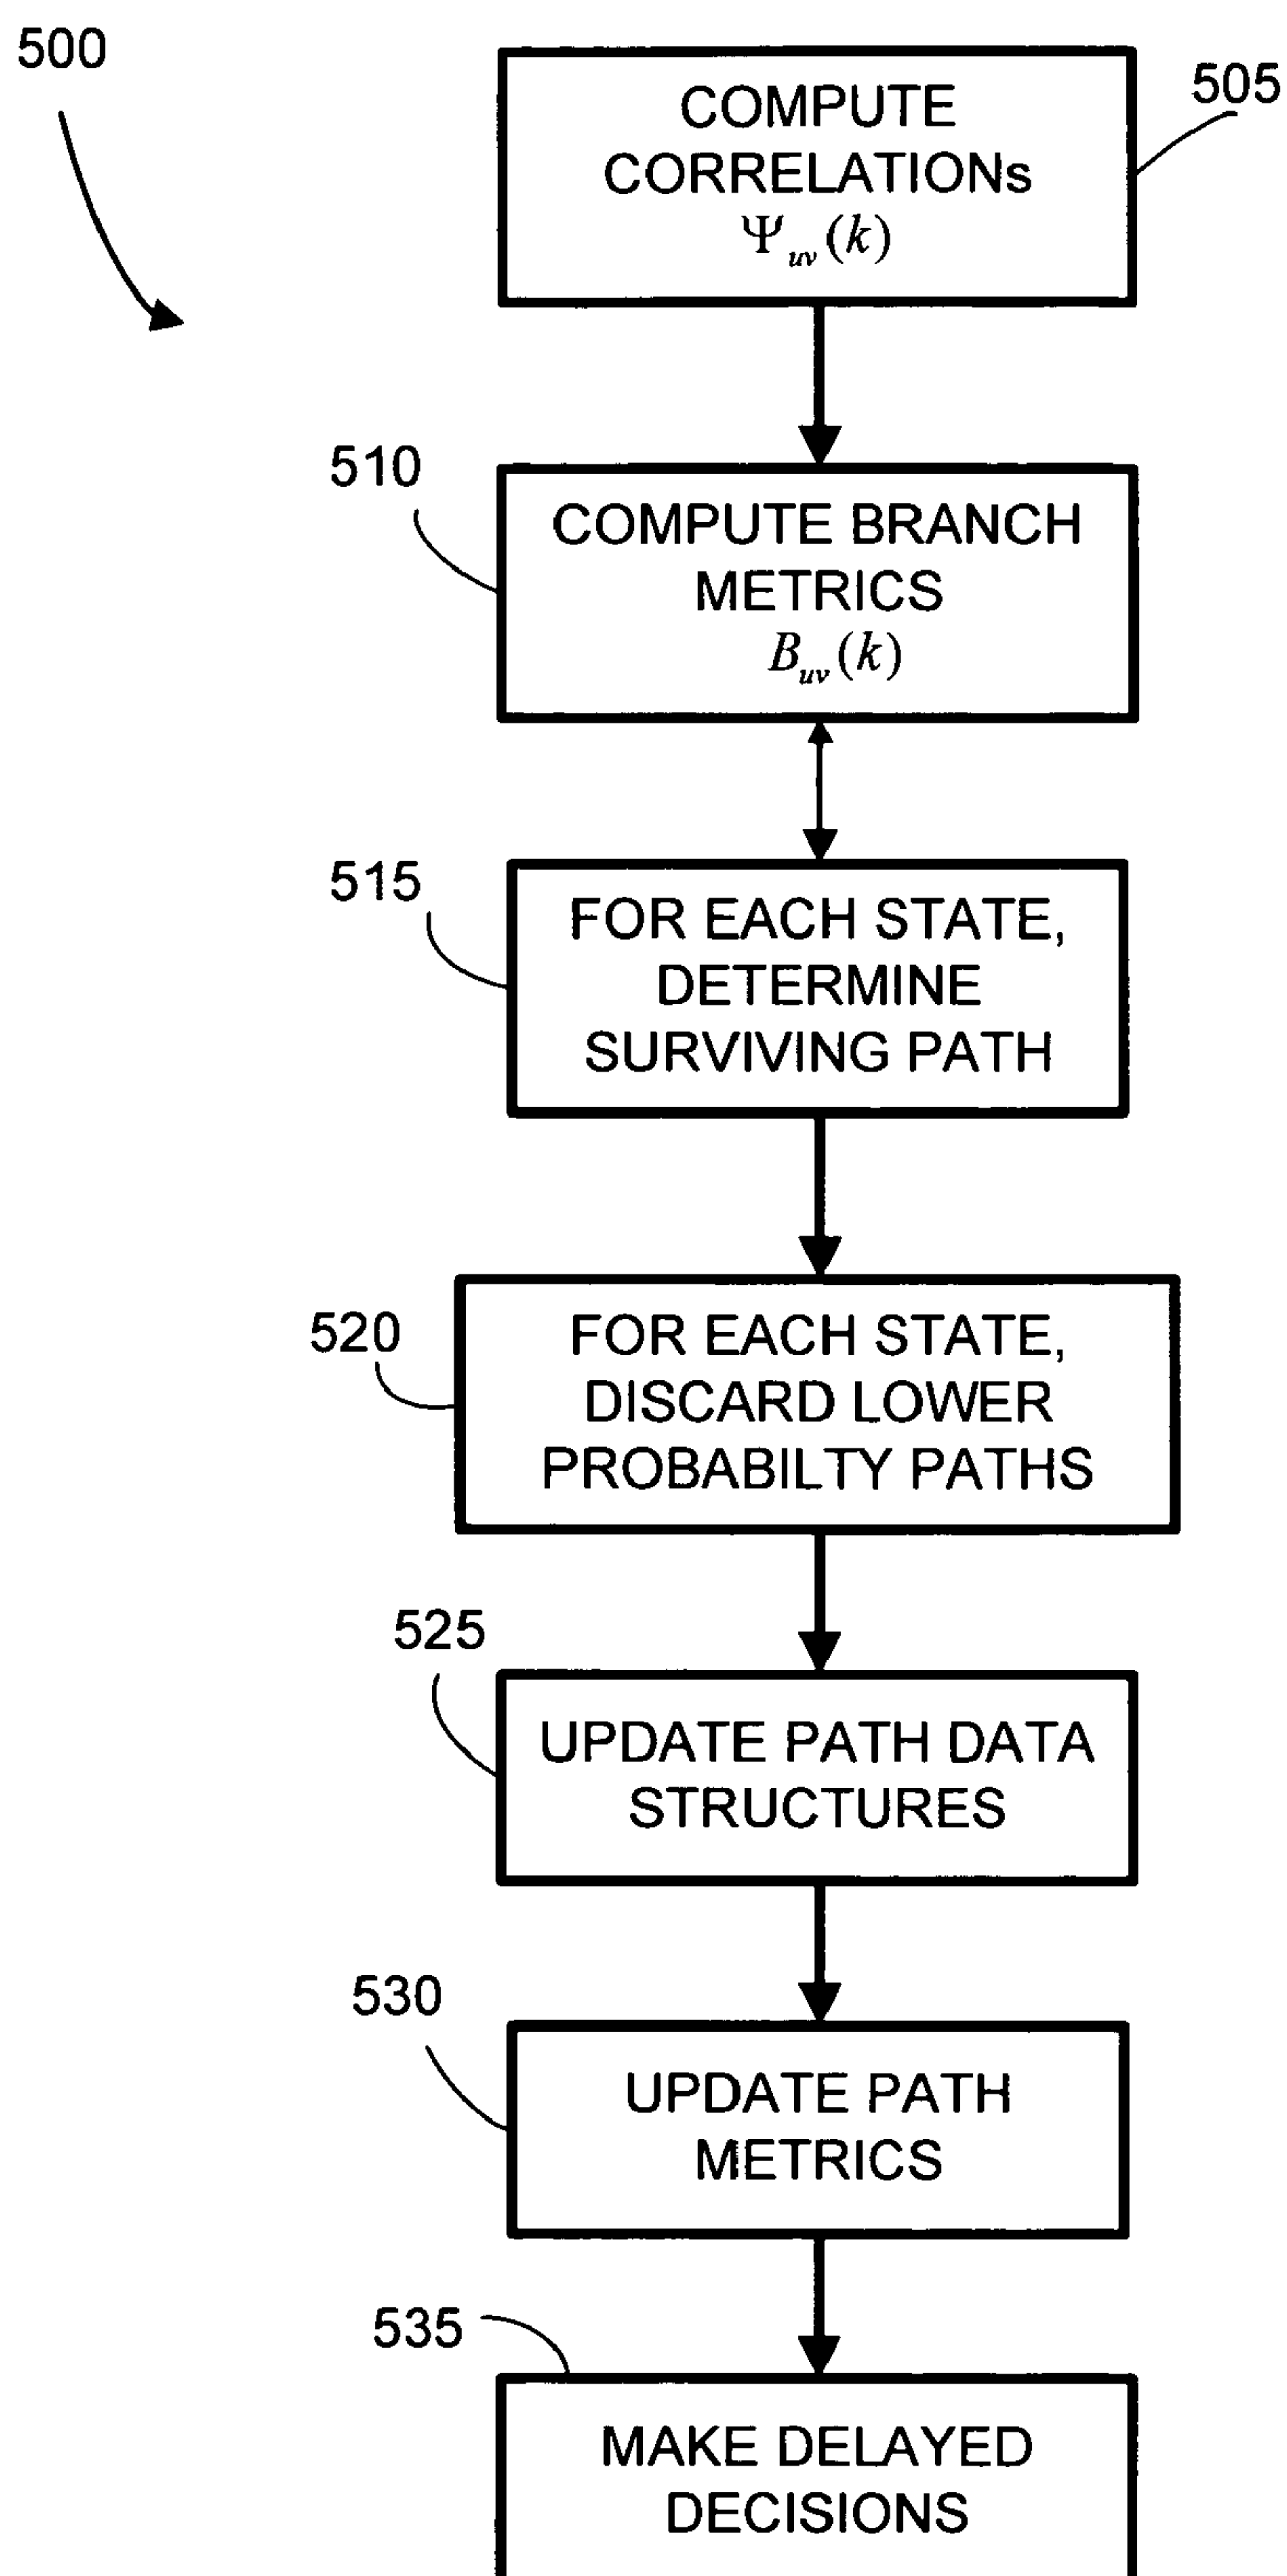 500
505
COMPUTE
CORRELATIONs
Ψuv(k)
510
COMPUTE BRANCH
METRICS
Buv(k)
515
FOR EACH STATE,
DETERMINE
SURVIVING PATH
520
FOR EACH STATE,
DISCARD LOWER
PROBABILTY PATHS
525
UPDATE PATH DATA
STRUCTURES
530
UPDATE PATH
METRICS
535
MAKE DELAYED
DECISIONS